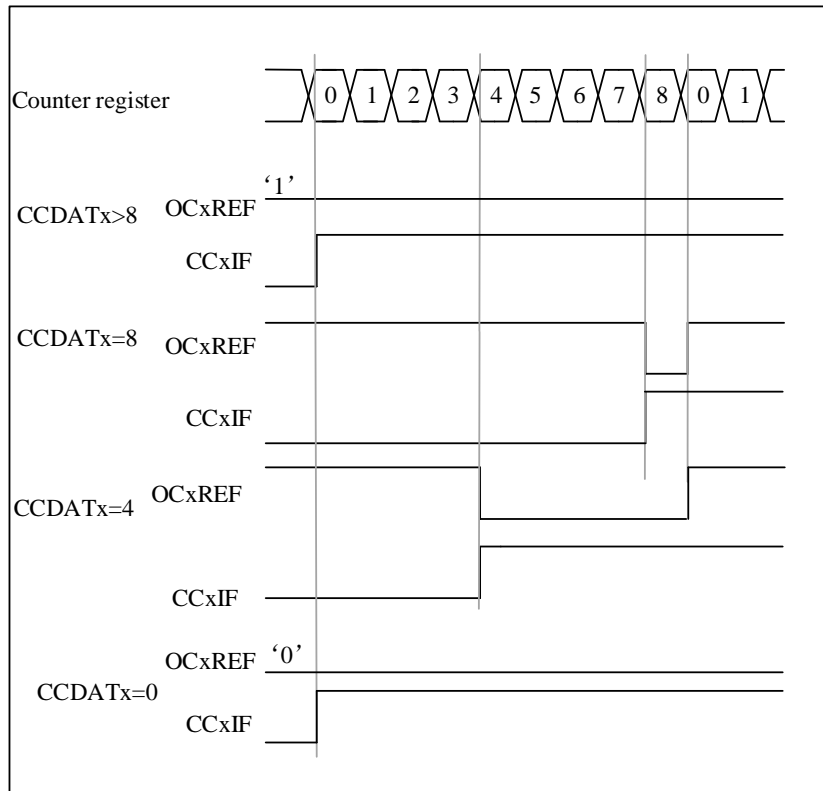 Counter register
0 1 2 3 4 5 6 7 8 0 1
CCDATx>8
OCxREF
‘1’
CCxIF
CCDATx=8
OCxREF
CCxIF
CCDATx=4
OCxREF
CCxIF
CCDATx=0
OCxREF
‘0’
CCxIF